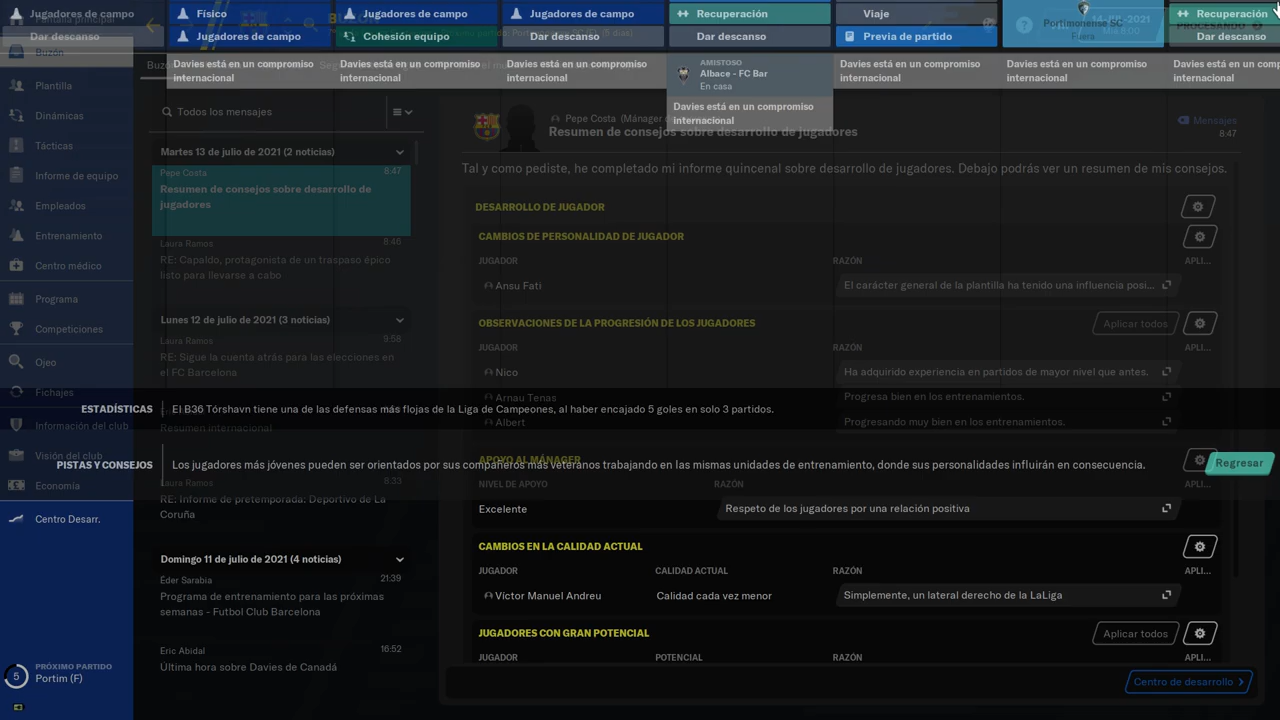 Jugadores de campo
Físico
Jugadores de campo
Jugadores de campo
Recuperación
Viaje
Portimonense SC
Fuera
Recuperación
Dar descanso
Jugadores de campo
Cohesión equipo
Dar descanso
Dar descanso
Previa de partido
Dar descanso
Davies está en un compromiso
internacional
Davies está en un compromiso
internacional
Davies está en un compromiso
internacional
AMISTOSO
Albace - FC Bar
En casa
Davies está en un compromiso
internacional
Davies está en un compromiso
internacional
Davies está en un compromiso
internacional
Davies está en un comp
internacional
Buzón
Plantilla
Dinámicas
Tácticas
Informe de equipo
Empleados
Entrenamiento
Centro médico
Programa
Competiciones
Ojeo
Fichajes
Información del club
Visión del club
Economía
Centro Desarr.
PRÓXIMO PARTIDO
5
Portim (F)
Todos los mensajes
Martes 13 de julio de 2021 (2 noticias)
Pepe Costa 8:47
Resumen de consejos sobre desarrollo de
jugadores
Laura Ramos 8:46
RE: Capaldo, protagonista de un traspaso épico
listo para llevarse a cabo
Lunes 12 de julio de 2021 (3 noticias)
Laura Ramos 9:58
RE: Sigue la cuenta atrás para las elecciones en
el FC Barcelona
Resumen internacional
Laura Ramos 8:33
RE: Informe de pretemporada: Deportivo de La
Coruña
Domingo 11 de julio de 2021 (4 noticias)
Éder Sarabia 21:39
Programa de entrenamiento para las próximas
semanas - Futbol Club Barcelona
Eric Abidal 16:52
Última hora sobre Davies de Canadá
Pepe Costa (Mánager d
Resumen de consejos sobre desarrollo de jugadores
Mensajes
8:47
Tal y como pediste, he completado mi informe quincenal sobre desarrollo de jugadores. Debajo podrás ver un resumen de mis consejos.
DESARROLLO DE JUGADOR
CAMBIOS DE PERSONALIDAD DE JUGADOR
JUGADOR RAZÓN APLI...
Ansu Fati El carácter general de la plantilla ha tenido una influencia posi...
OBSERVACIONES DE LA PROGRESIÓN DE LOS JUGADORES Aplicar todos
JUGADOR RAZÓN APLI...
Nico Ha adquirido experiencia en partidos de mayor nivel que antes.
Arnau Tenas Progresa bien en los entrenamientos.
Albert Progresando muy bien en los entrenamientos.
ESTADÍSTICAS El B36 Tórshavn tiene una de las defensas más flojas de la Liga de Campeones, al haber encajado 5 goles en solo 3 partidos.
APOYO AL MÁNAGER
PISTAS Y CONSEJOS Los jugadores más jóvenes pueden ser orientados por sus compañeros más veteranos trabajando en las mismas unidades de entrenamiento, donde sus personalidades influirán en consecuencia.
Regresar
NIVEL DE APOYO RAZÓN APLI...
Excelente Respeto de los jugadores por una relación positiva
CAMBIOS EN LA CALIDAD ACTUAL
JUGADOR CALIDAD ACTUAL RAZÓN APLI...
Víctor Manuel Andreu Calidad cada vez menor Simplemente, un lateral derecho de la LaLiga
JUGADORES CON GRAN POTENCIAL Aplicar todos
JUGADOR POTENCIAL RAZÓN APLI...
Centro de desarrollo